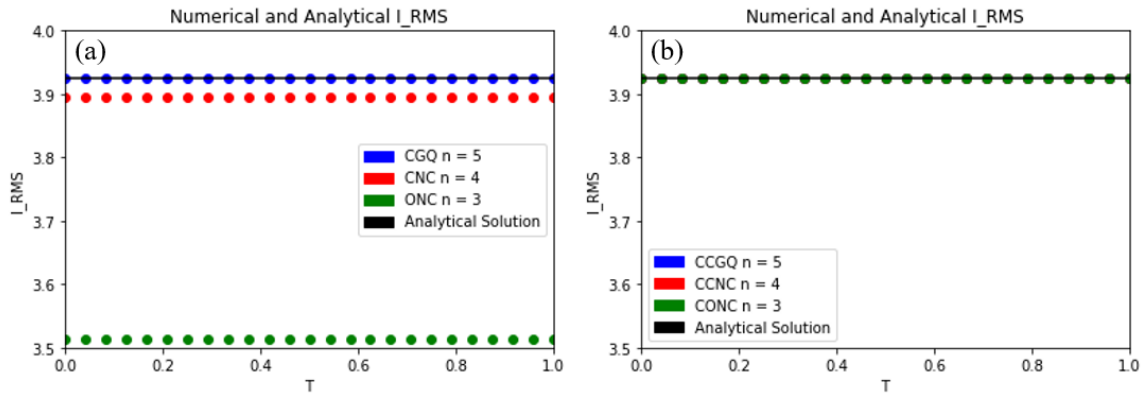 Numerical and Analytical I_RMS
(a)
4.0
3.9
3.8
3.7
3.6
3.5
I_RMS
CGQ n = 5
CNC n = 4
ONC n = 3
Analytical Solution
0.0 0.2 0.4 0.6 0.8 1.0
T
Numerical and Analytical I_RMS
(b)
4.0
3.9
3.8
3.7
3.6
3.5
I_RMS
CCGQ n = 5
CCNC n = 4
CONC n = 3
Analytical Solution
0.0 0.2 0.4 0.6 0.8 1.0
T